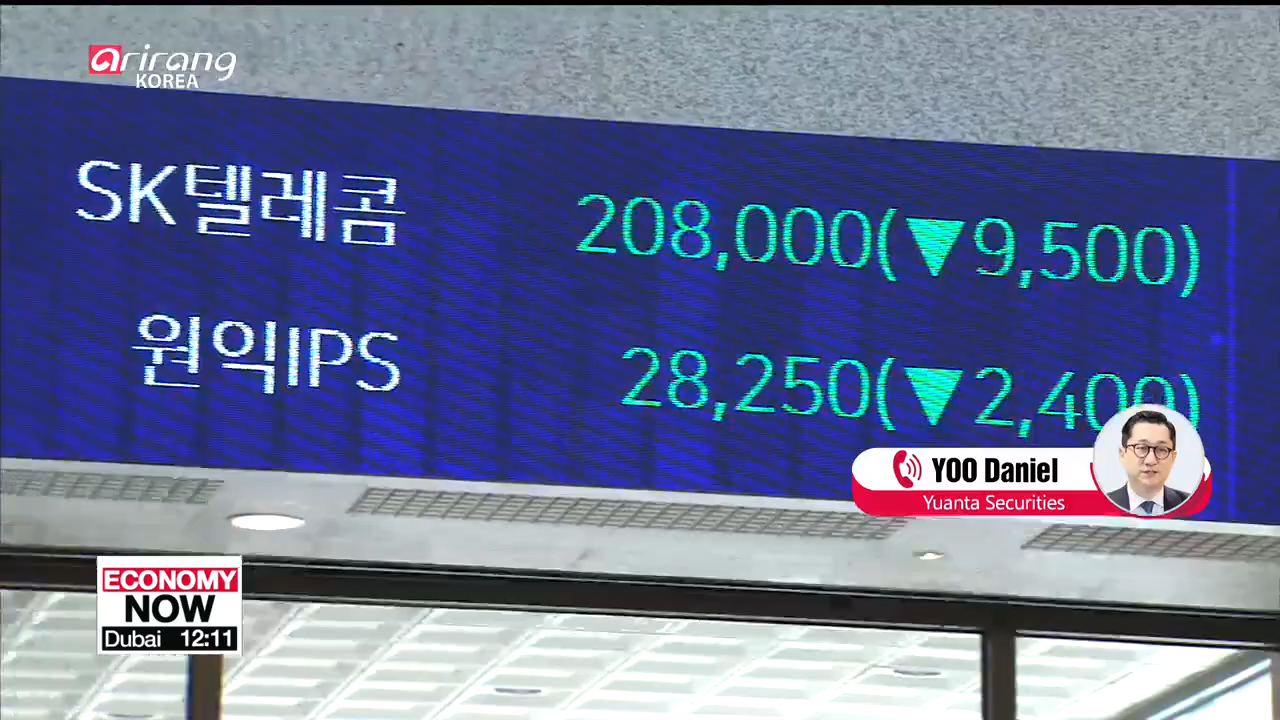 arirang
KOREA
SK텔레콤 208,000(▼9,500)
원익IPS 28,250(▼2,400)
YOO Daniel
Yuanta Securities
ECONOMY
NOW
Dubai 12:11